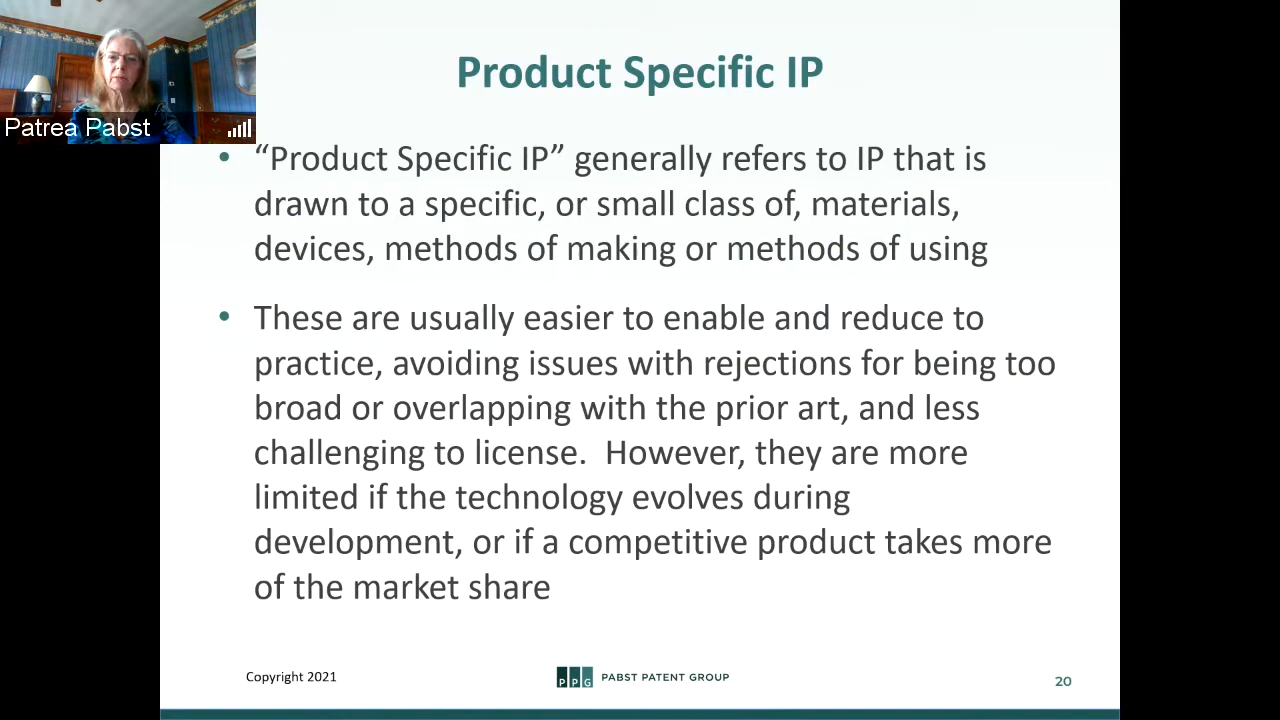 Patrea Pabst
Product Specific IP
• “Product Specific IP” generally refers to IP that is
drawn to a specific, or small class of, materials,
devices, methods of making or methods of using
• These are usually easier to enable and reduce to
practice, avoiding issues with rejections for being too
broad or overlapping with the prior art, and less
challenging to license.  However, they are more
limited if the technology evolves during
development, or if a competitive product takes more
of the market share
Copyright 2021
PPG PABST PATENT GROUP
20